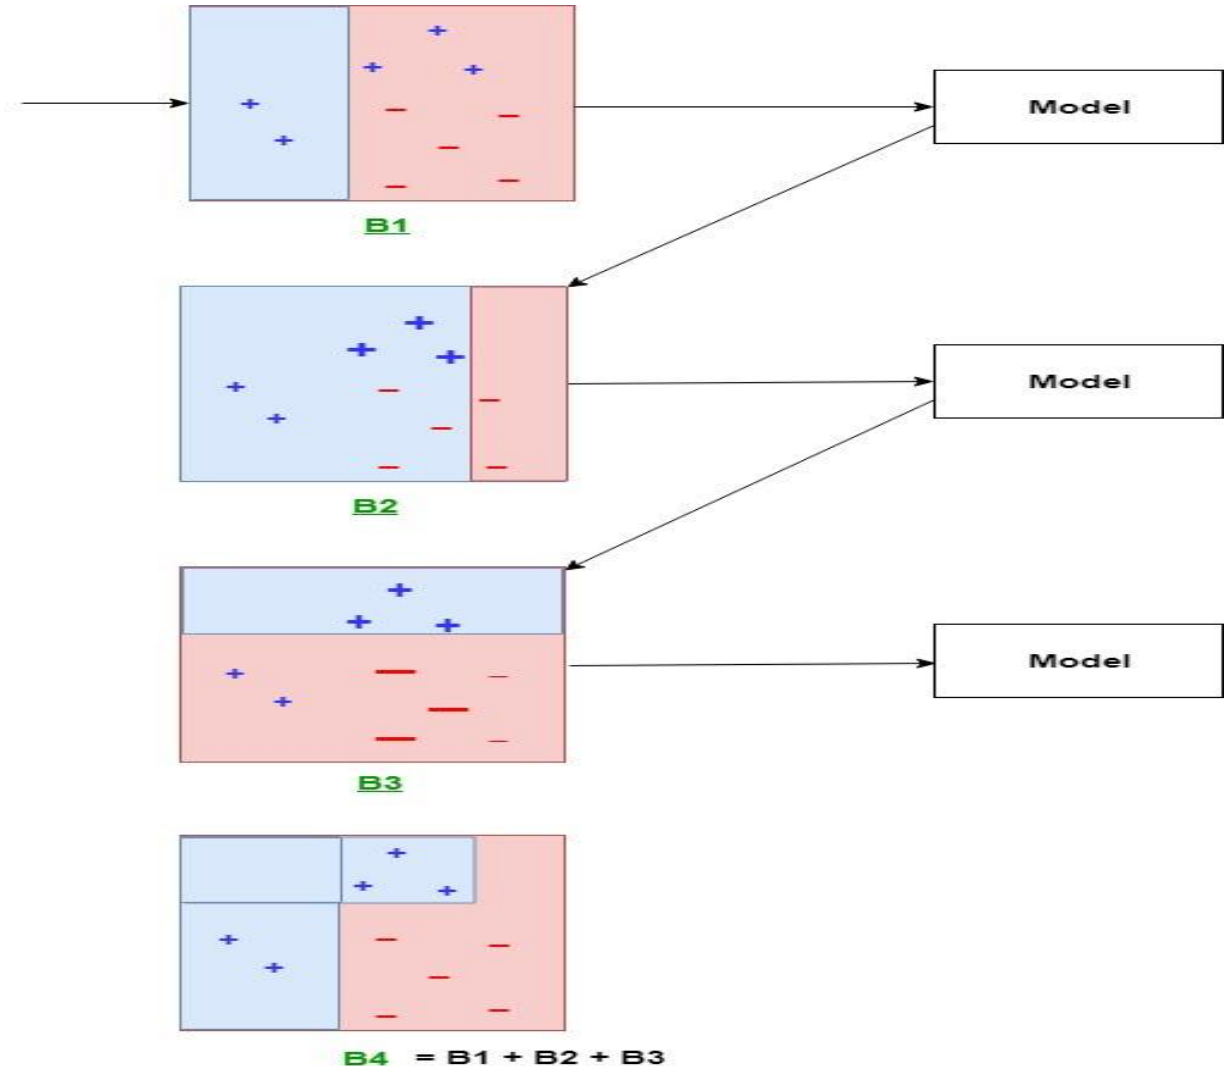 Model
B1
Model
B2
Model
B3
B4 = B1 + B2 + B3